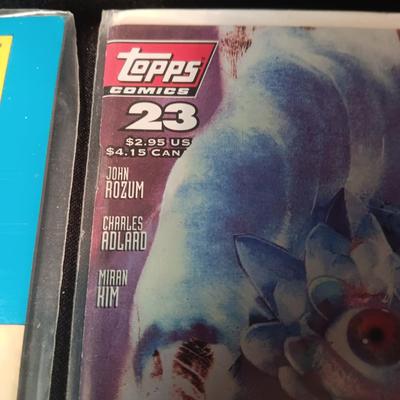 Topps
COMICS
23
$2.95 US
$4.15 CAN
JOHN
ROZUM
CHARLES
ADLARD
MIRAN
KIM